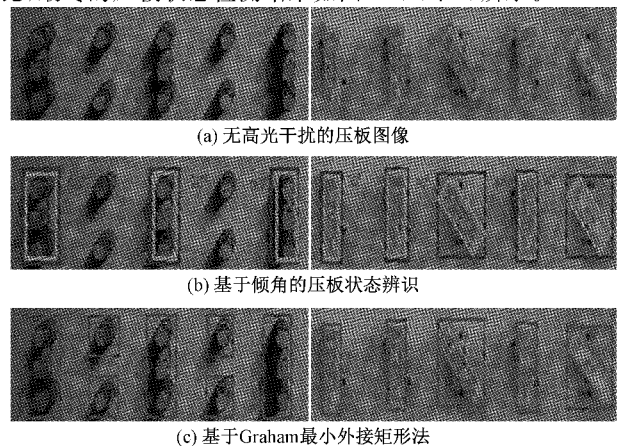 (a) 无高光干扰的压板图像
(b) 基于倾角的压板状态辨识
(c) 基于Graham最小外接矩形法